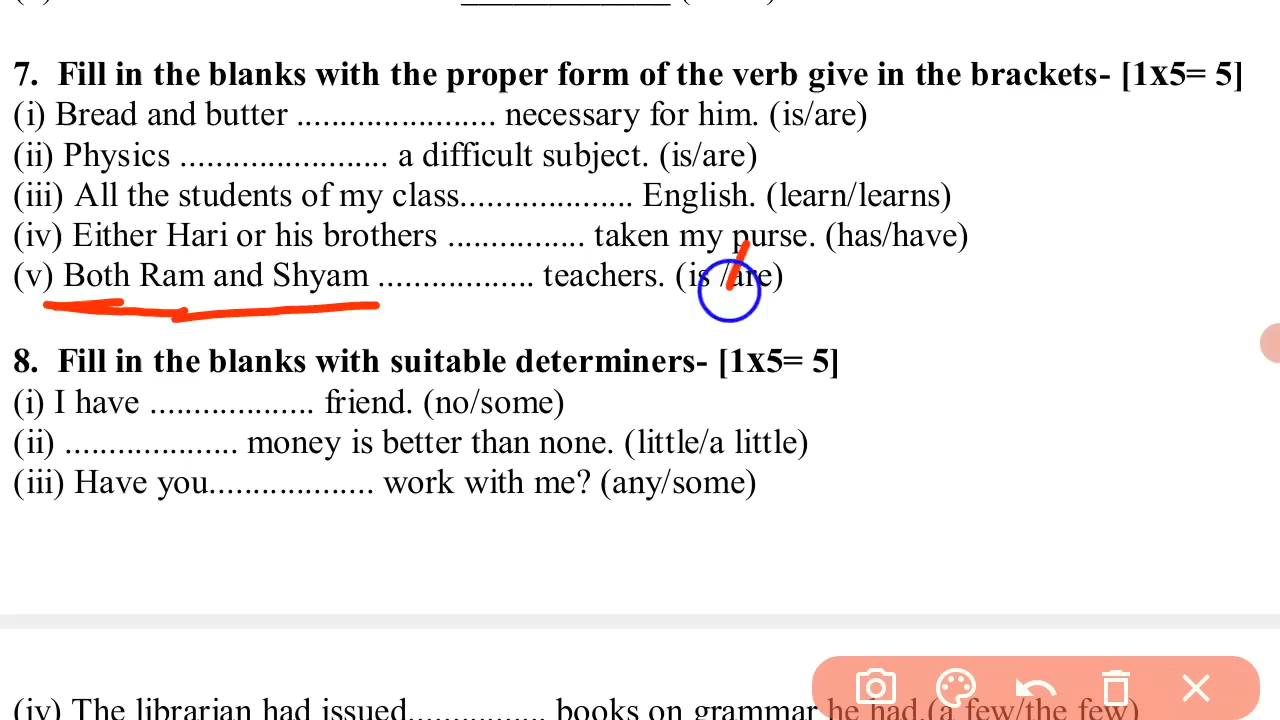 7. Fill in the blanks with the proper form of the verb give in the brackets- [1x5= 5]
(i) Bread and butter ....................... necessary for him. (is/are)
(ii) Physics ........................ a difficult subject. (is/are)
(iii) All the students of my class.................... English. (learn/learns)
(iv) Either Hari or his brothers ................ taken my purse. (has/have)
(v) Both Ram and Shyam .................. teachers. (is /are)
8. Fill in the blanks with suitable determiners- [1x5= 5]
(i) I have ................... friend. (no/some)
(ii) .................... money is better than none. (little/a little)
(iii) Have you................... work with me? (any/some)
(iv) The librarian had issued................ books on grammar he had.(a few/the few)